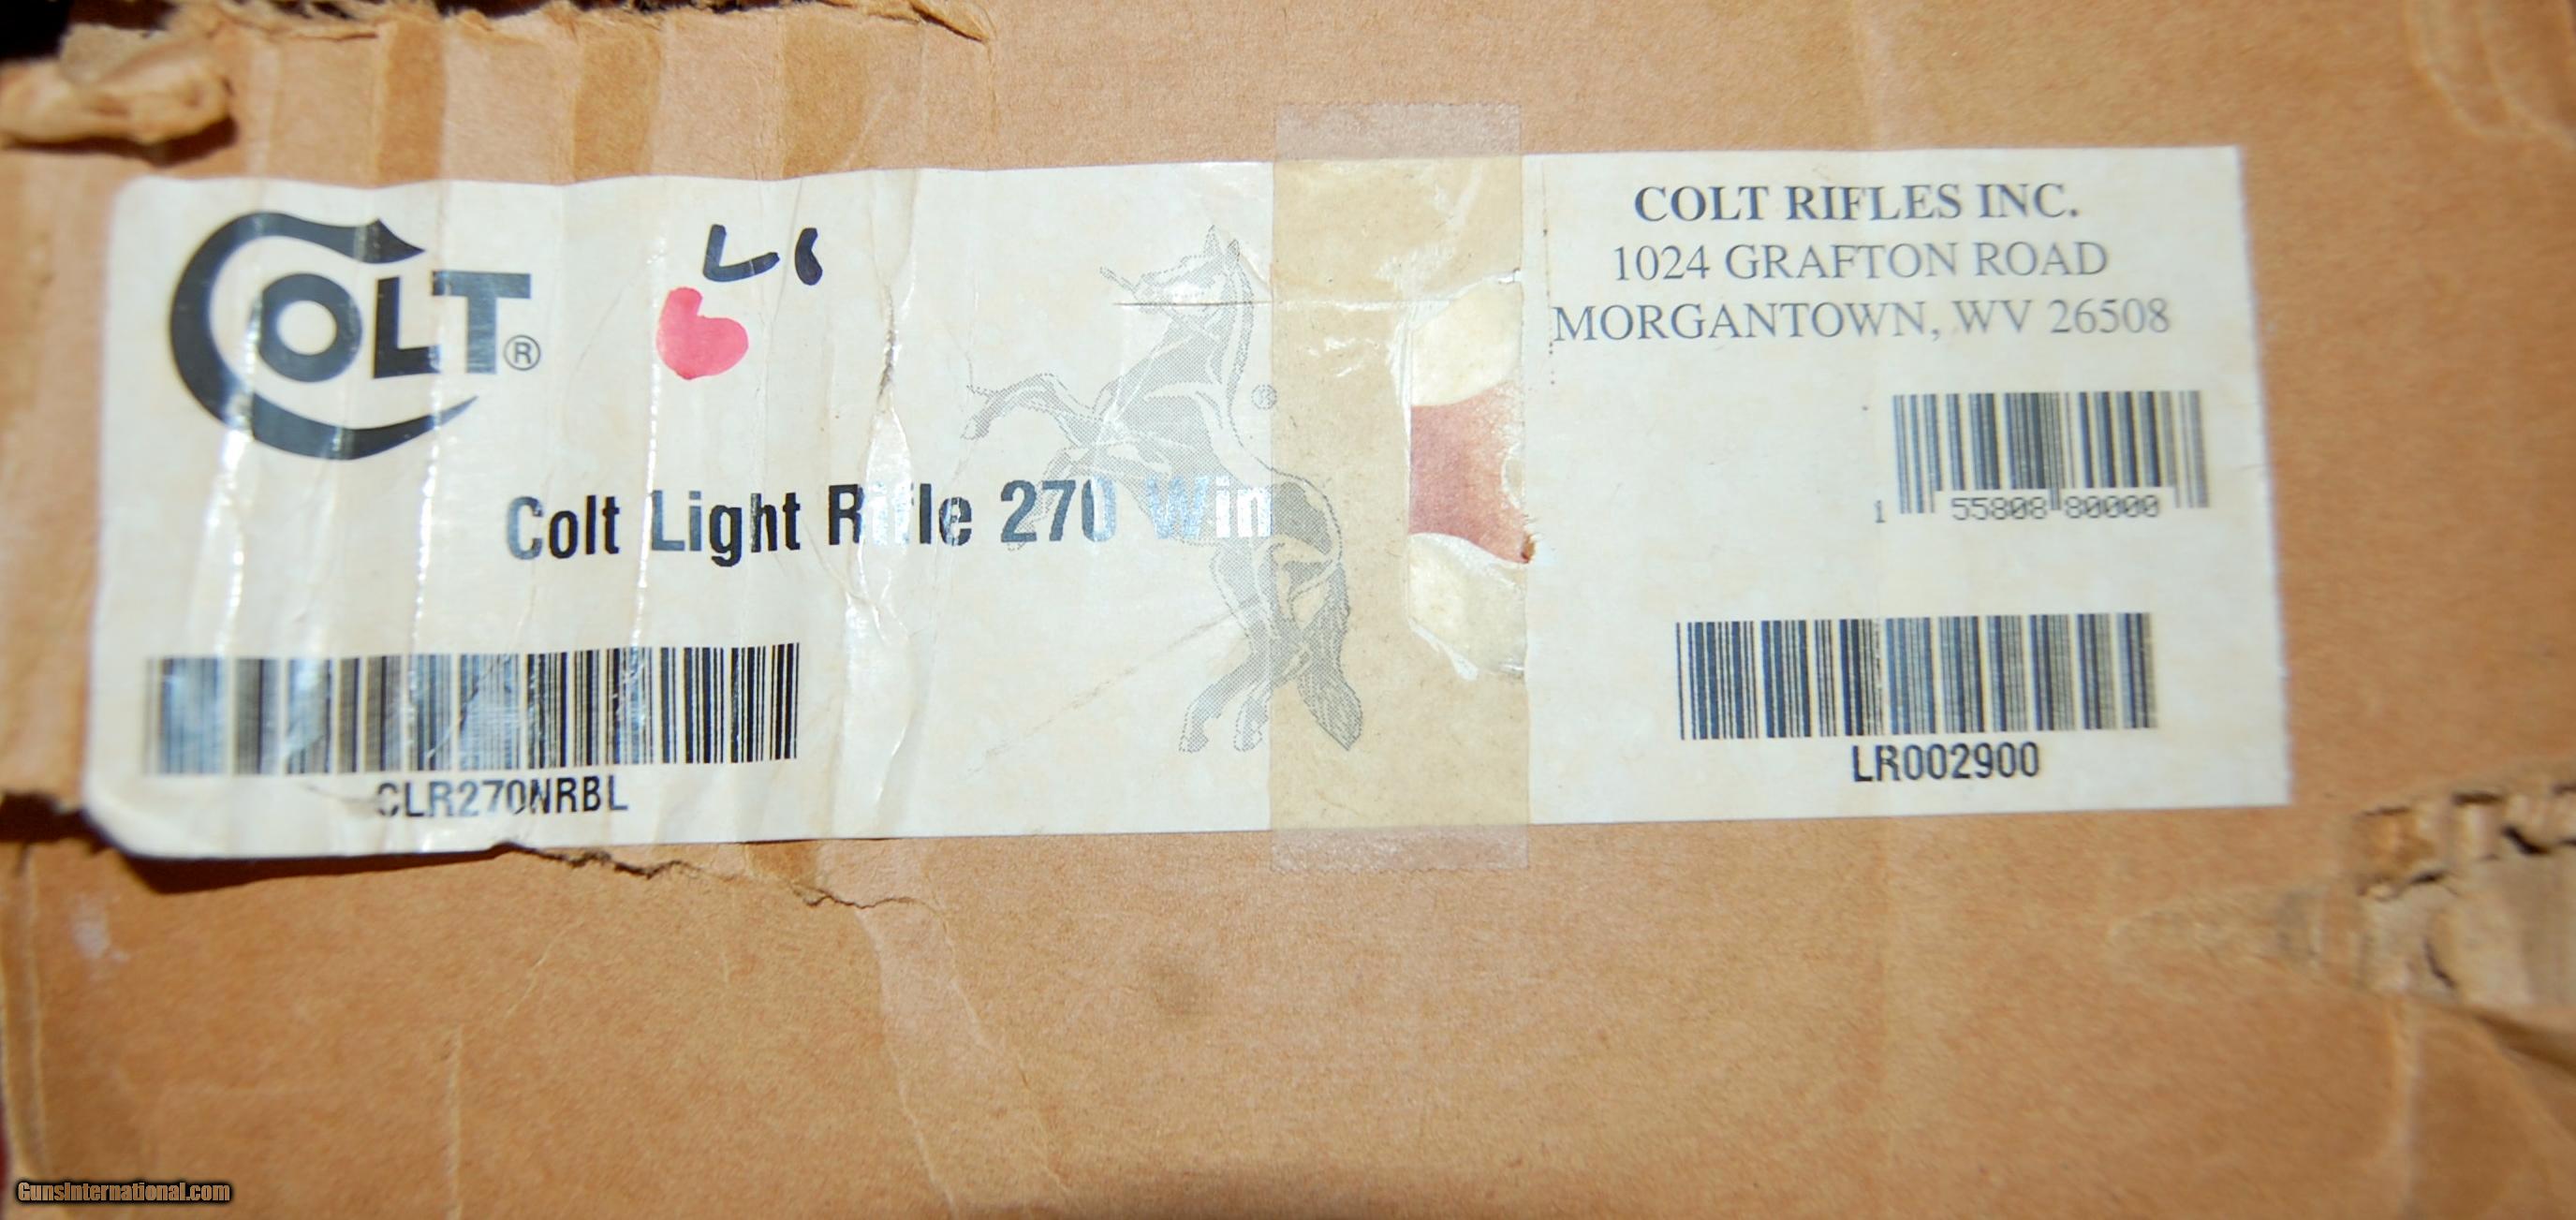 COLT®
L6
Colt Light Rifle 270 Win
CLR270NRBL
®
COLT RIFLES INC.
1024 GRAFTON ROAD
MORGANTOWN, WV 26508
1 55808 80000
LR002900
GunsInternational.com